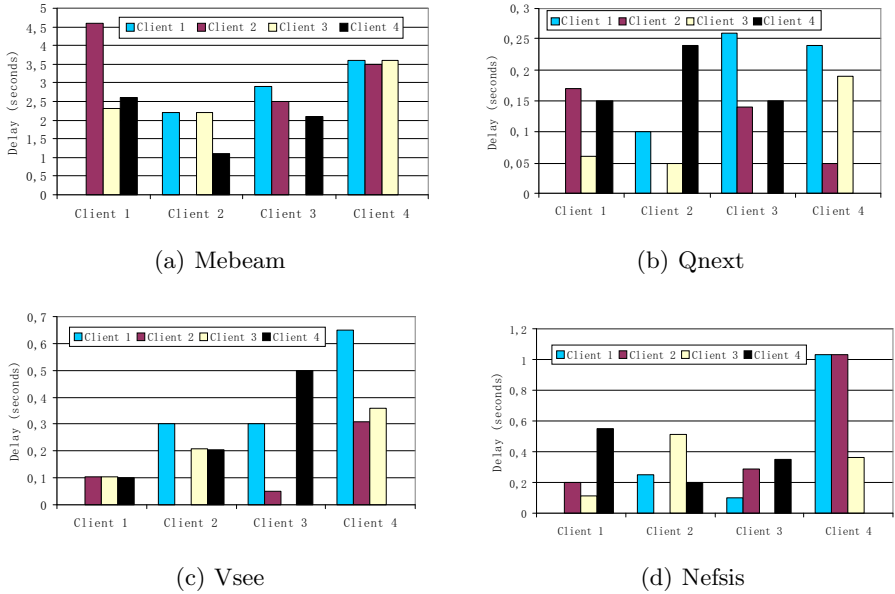 5
4,5
4
3,5
3
2,5
2
1,5
1
0,5
0
Delay (seconds)
Client 1 Client 2 Client 3 Client 4
Client 1 Client 2 Client 3 Client 4
(a) Mebeam
0,3
0,25
0,2
0,15
0,1
0,05
0
Delay (seconds)
Client 1
Client 2
Client 3
Client 4
Client 1 Client 2 Client 3 Client 4
(b) Qnext
0,7
0,6
0,5
0,4
0,3
0,2
0,1
0
Delay (seconds)
Client 1 Client 2 Client 3 Client 4
Client 1 Client 2 Client 3 Client 4
(c) Vsee
1,2
1
0,8
0,6
0,4
0,2
0
Delay (seconds)
Client 1 Client 2 Client 3 Client 4
Client 1 Client 2 Client 3 Client 4
(d) Nefsis